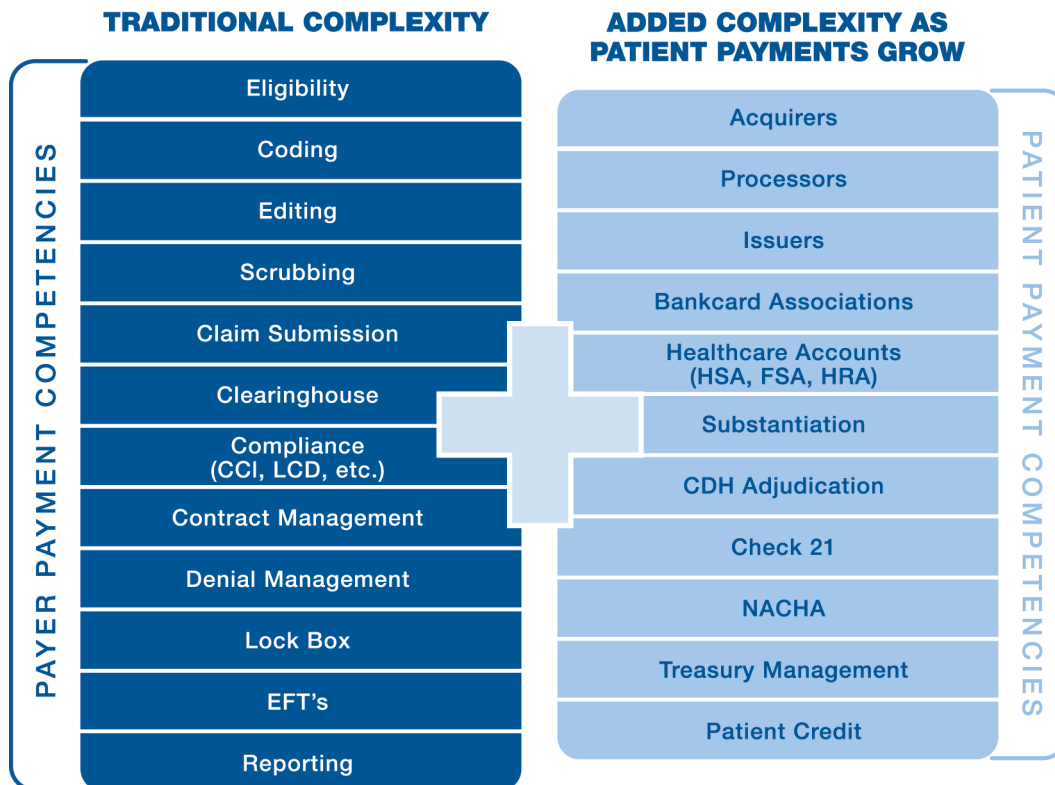 TRADITIONAL COMPLEXITY
PAYER PAYMENT COMPETENCIES
Eligibility
Coding
Editing
Scrubbing
Claim Submission
Clearinghouse
Compliance
(CCI, LCD, etc.)
Contract Management
Denial Management
Lock Box
EFT's
Reporting
ADDED COMPLEXITY AS
PATIENT PAYMENTS GROW
Acquirers
Processors
Issuers
Bankcard Associations
Healthcare Accounts
(HSA, FSA, HRA)
Substantiation
CDH Adjudication
Check 21
NACHA
Treasury Management
Patient Credit
PATIENT PAYMENT COMPETENCIES